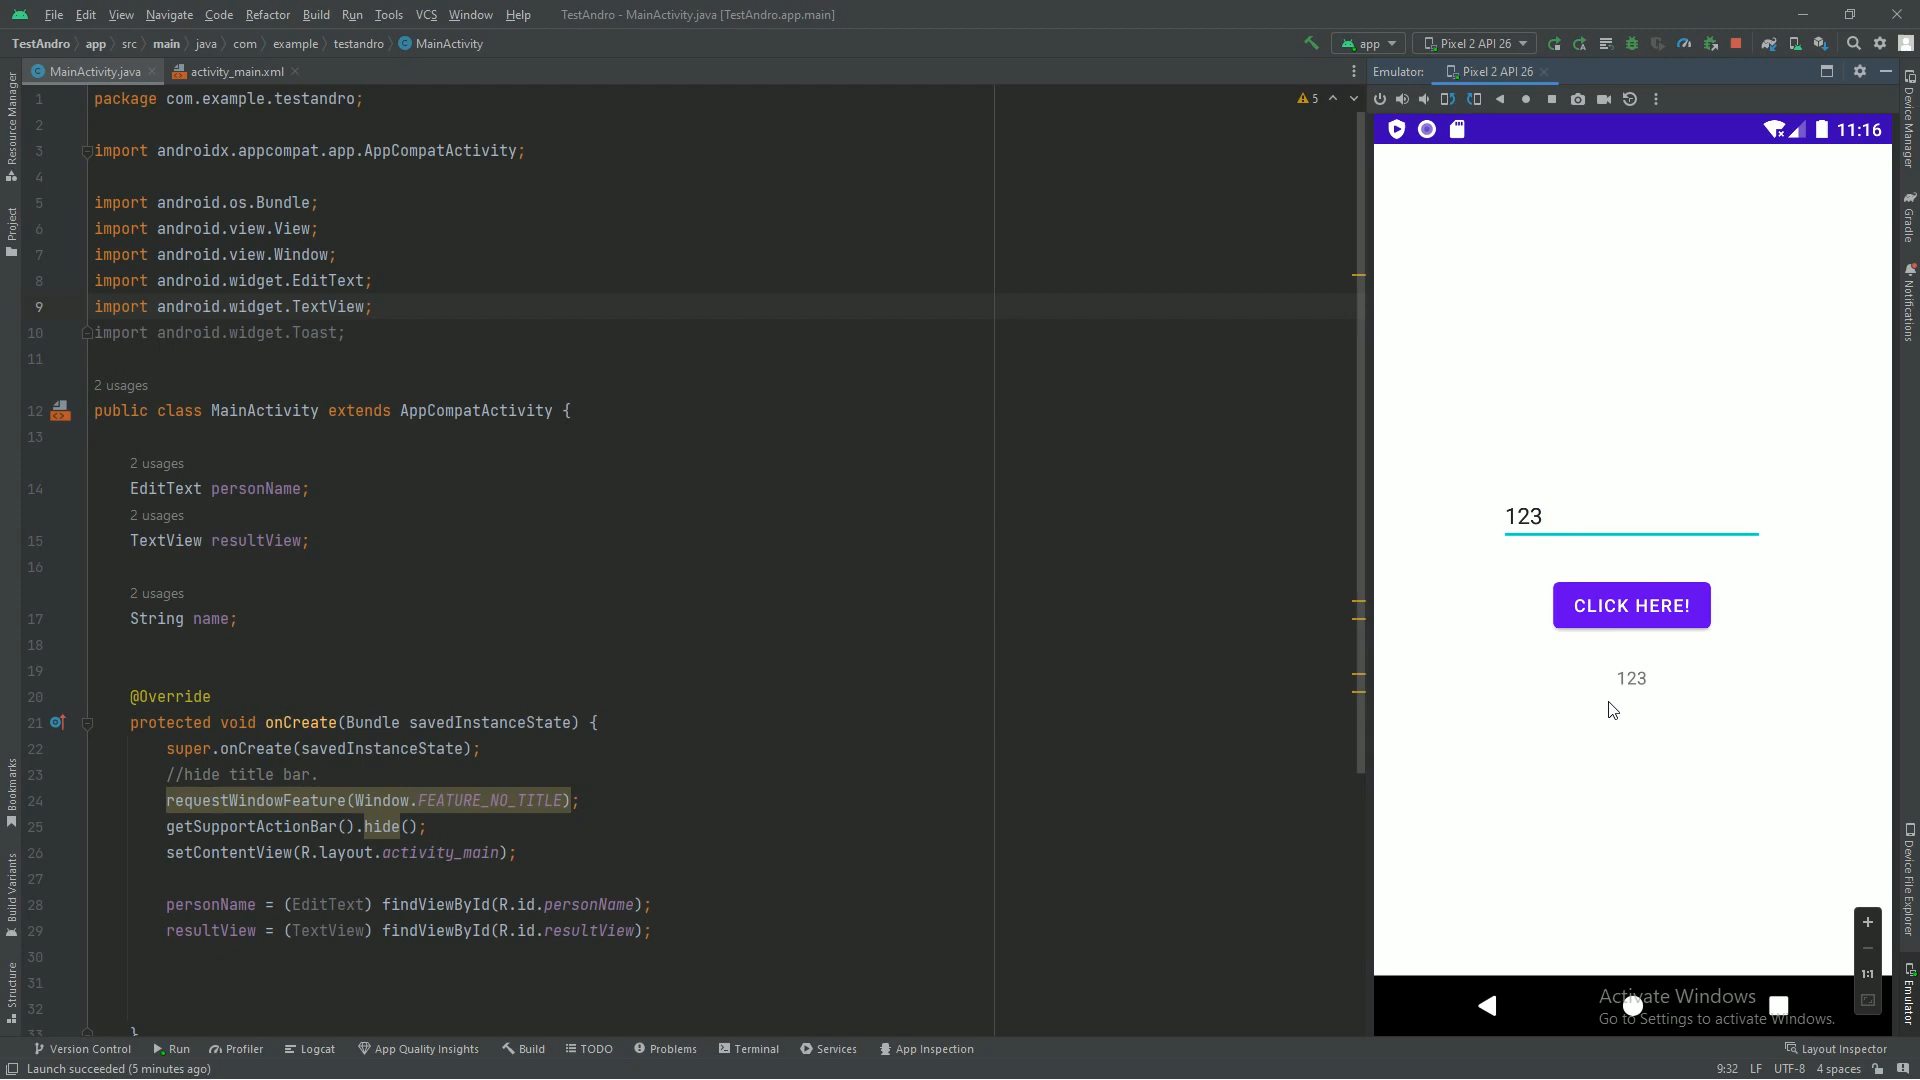 File Edit View Navigate Code Refactor Build Run Tools VCS Window Help TestAndro - MainActivity.java [TestAndro.app.main]
TestAndro app src main java com example testandro MainActivity app Pixel 2 API 26
MainActivity.java activity_main.xml Emulator: Pixel 2 API 26
1 package com.example.testandro; 5
2
3 import androidx.appcompat.app.AppCompatActivity;
4
5 import android.os.Bundle;
6 import android.view.View;
7 import android.view.Window;
8 import android.widget.EditText;
9 import android.widget.TextView;
10 import android.widget.Toast;
11
2 usages
12 public class MainActivity extends AppCompatActivity {
13
2 usages
14 EditText personName;
2 usages
15 TextView resultView;
16
2 usages
17 String name;
18
19
20 @Override
21 protected void onCreate(Bundle savedInstanceState) {
22 super.onCreate(savedInstanceState);
23 //hide title bar.
24 requestWindowFeature(Window.FEATURE_NO_TITLE);
25 getSupportActionBar().hide();
26 setContentView(R.layout.activity_main);
27
28 personName = (EditText) findViewById(R.id.personName);
29 resultView = (TextView) findViewById(R.id.resultView);
30
31
32
33 }
11:16
123
CLICK HERE!
123
1:1
Activate Windows
Go to Settings to activate Windows.
Resource Manager
Project
Bookmarks
Build Variants
Structure
Device Manager
Gradle
Notifications
Device File Explorer
Emulator
Version Control Run Profiler Logcat App Quality Insights Build TODO Problems Terminal Services App Inspection Layout Inspector
Launch succeeded (5 minutes ago) 9:32 LF UTF-8 4 spaces